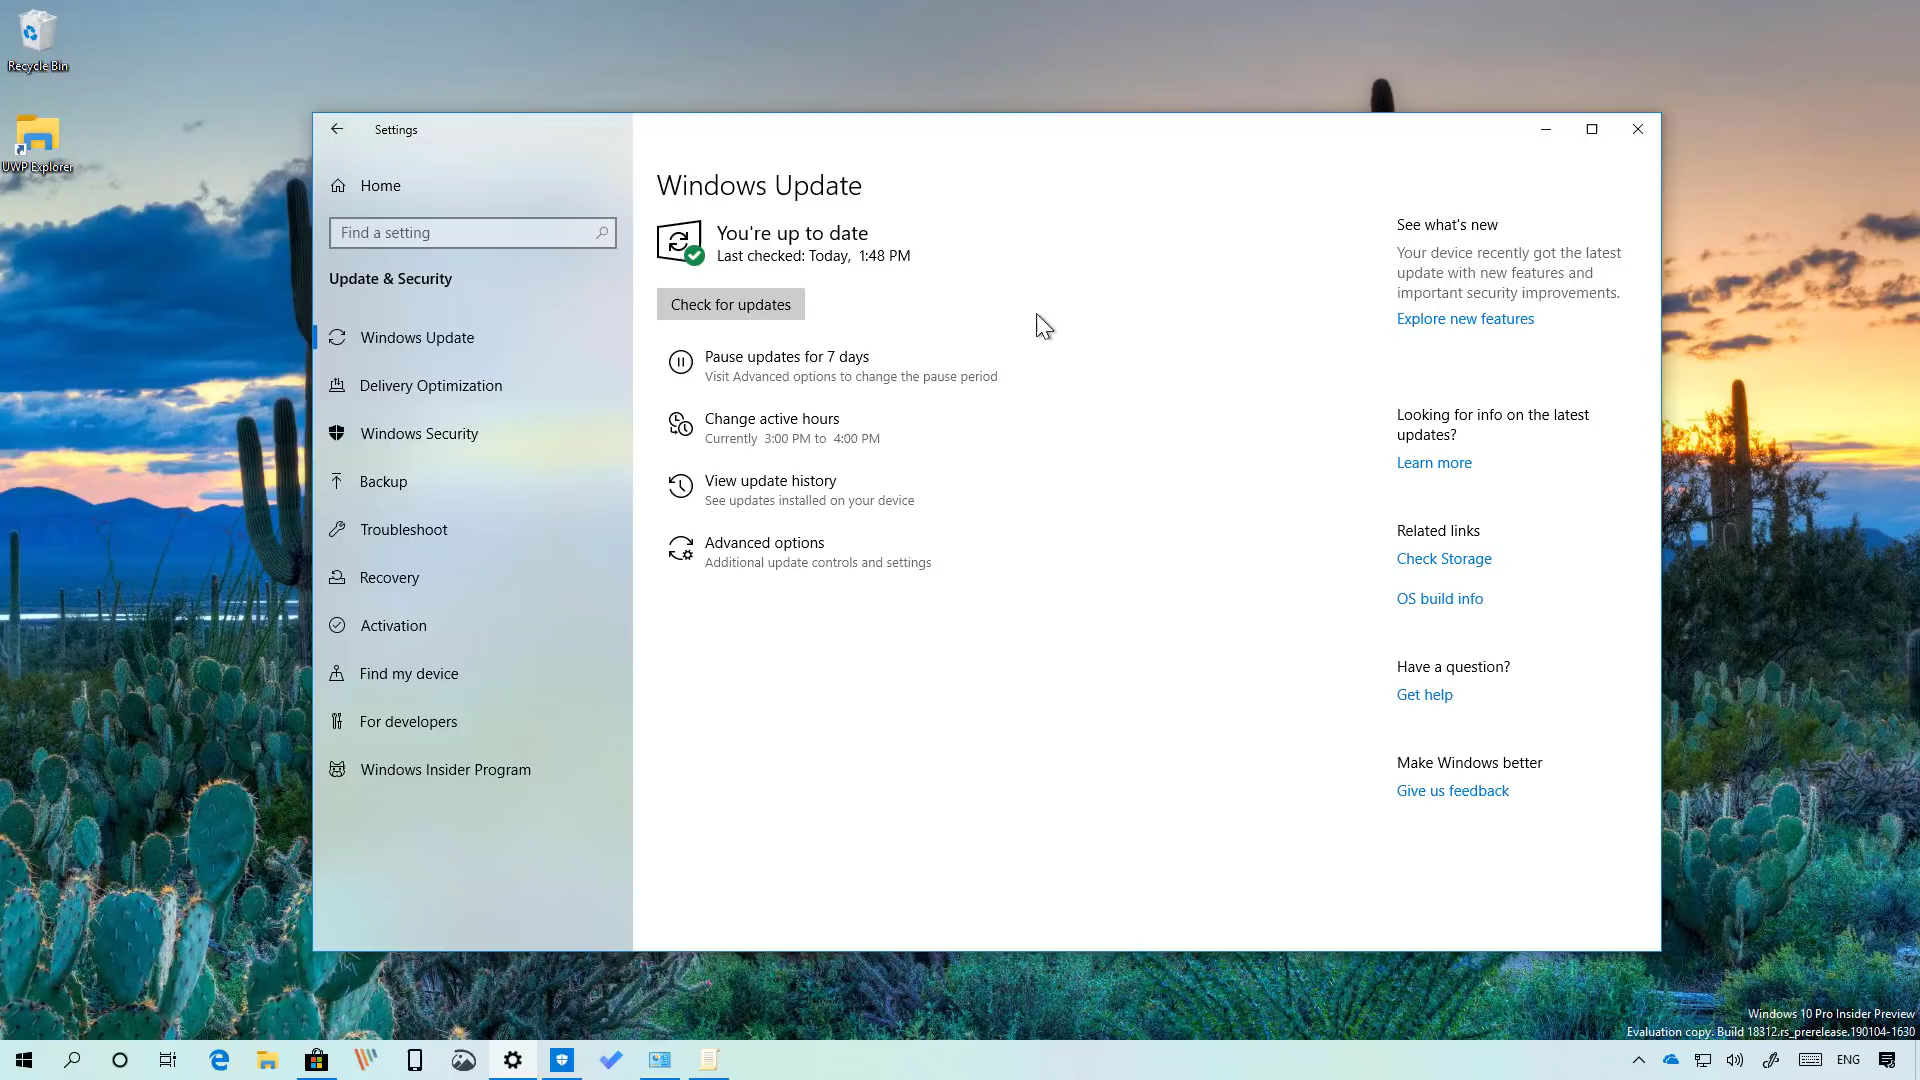 Recycle Bin
UWP Explorer
Settings
Home
Find a setting
Update & Security
Windows Update
Delivery Optimization
Windows Security
Backup
Troubleshoot
Recovery
Activation
Find my device
For developers
Windows Insider Program
Windows Update
You're up to date
Last checked: Today, 1:48 PM
Check for updates
Pause updates for 7 days
Visit Advanced options to change the pause period
Change active hours
Currently 3:00 PM to 4:00 PM
View update history
See updates installed on your device
Advanced options
Additional update controls and settings
See what's new
Your device recently got the latest
update with new features and
important security improvements.
Explore new features
Looking for info on the latest
updates?
Learn more
Related links
Check Storage
OS build info
Have a question?
Get help
Make Windows better
Give us feedback
Windows 10 Pro Insider Preview
Evaluation copy. Build 18312.rs_prerelease.190104-1630
ENG